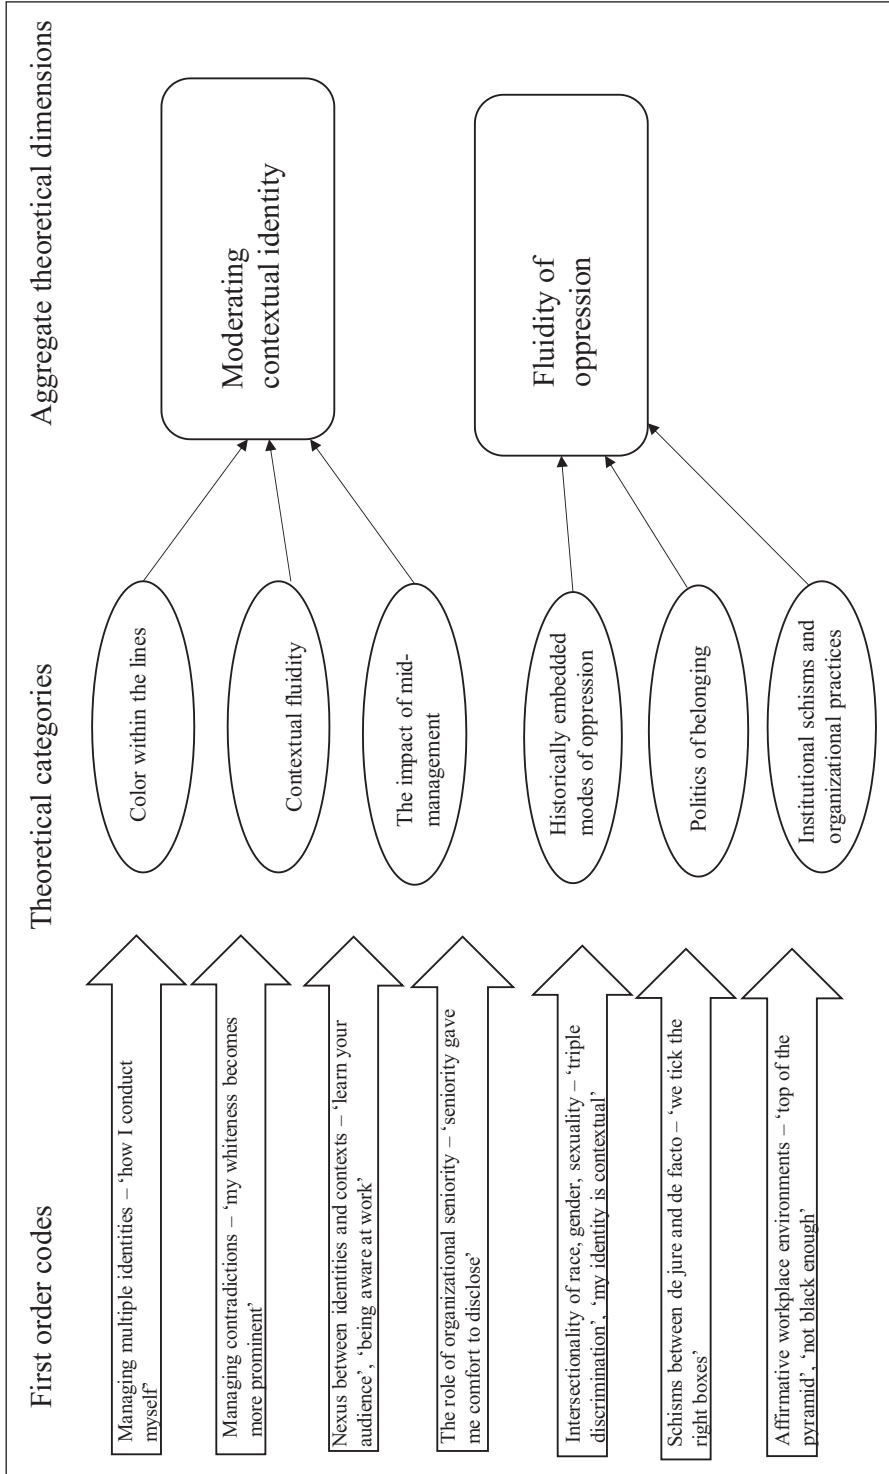 First order codes
Theoretical categories
Aggregate theoretical dimensions
Managing multiple identities – ‘how I conduct
myself’
Managing contradictions – ‘my whiteness becomes
more prominent’
Nexus between identities and contexts – ‘learn your
audience’, ‘being aware at work’
The role of organizational seniority – ‘seniority gave
me comfort to disclose’
Intersectionality of race, gender, sexuality – ‘triple
discrimination’, ‘my identity is contextual’
Schisms between de jure and de facto – ‘we tick the
right boxes’
Affirmative workplace environments – ‘top of the
pyramid’, ‘not black enough’
Color within the lines
Contextual fluidity
The impact of mid-
management
Historically embedded
modes of oppression
Politics of belonging
Institutional schisms and
organizational practices
Moderating
contextual identity
Fluidity of
oppression